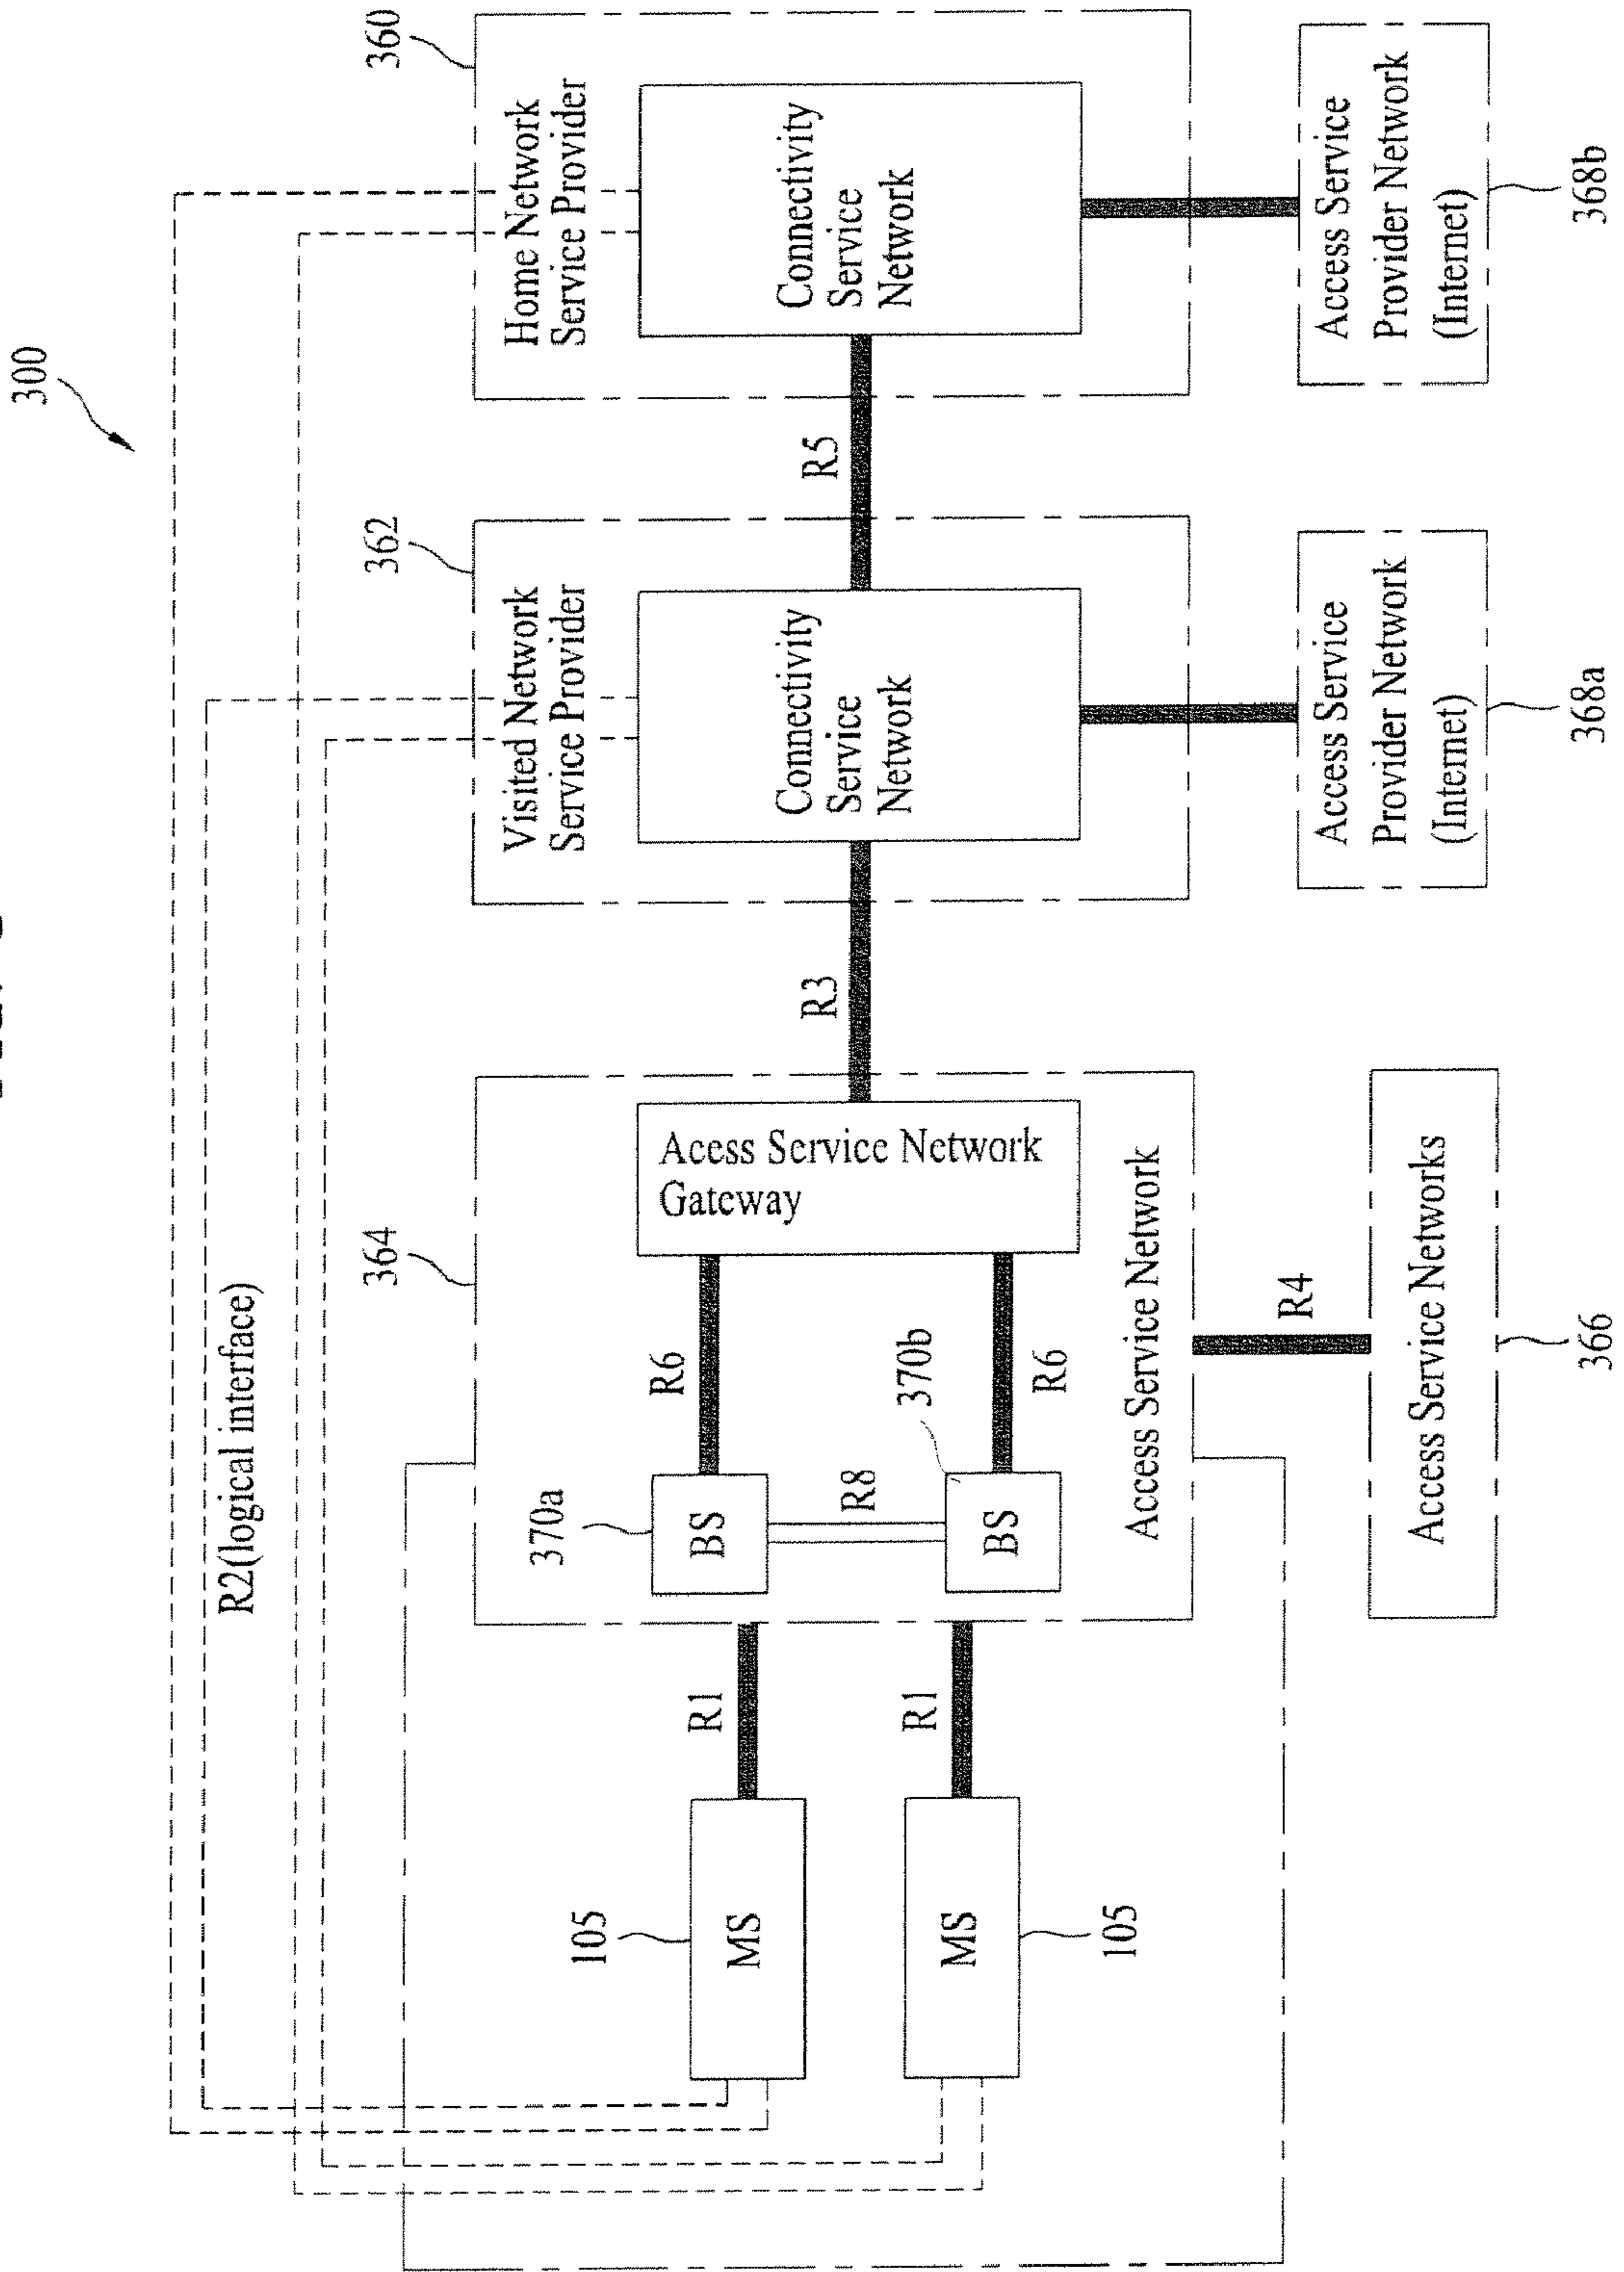 300
R2(logical interface)
360
Home Network
Service Provider
Connectivity
Service
Network
362
Visited Network
Service Provider
Connectivity
Service
Network
364
Acess Service Network
Gateway
R5
R3
370a
BS
R6
R8
370b
BS
R6
Access Service Network
105
MS
R1
MS
105
R1
R4
Access Service Networks
366
Access Service
Provider Network
(Internet)
368a
Access Service
Provider Network
(Internet)
368b